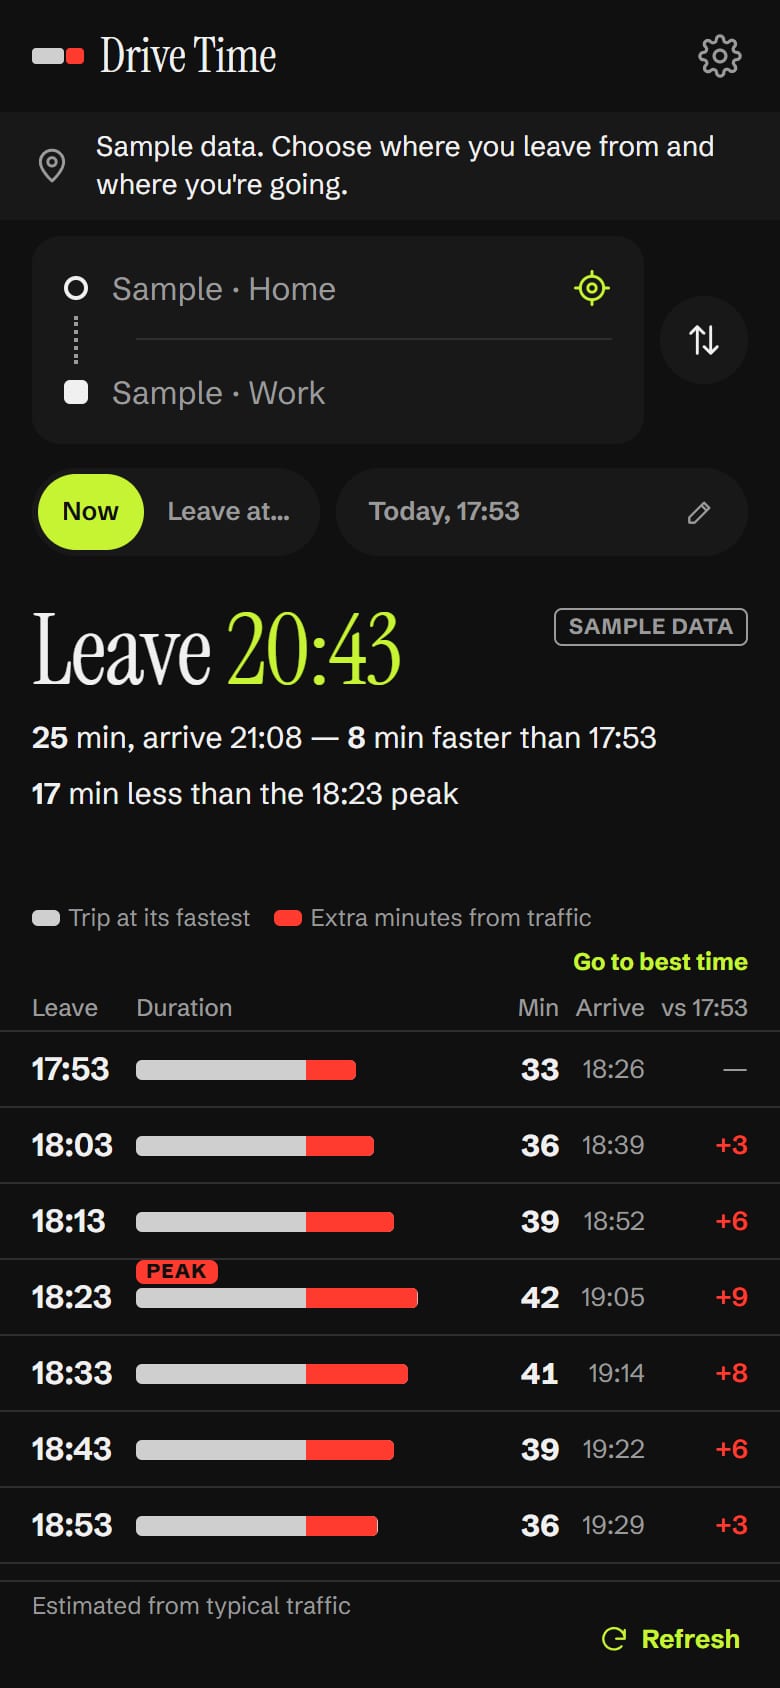 Drive Time
Sample data. Choose where you leave from and
where you're going.
Sample · Home
Sample · Work
Now Leave at... Today, 17:53
Leave 20:43 SAMPLE DATA
25 min, arrive 21:08 — 8 min faster than 17:53
17 min less than the 18:23 peak
Trip at its fastest Extra minutes from traffic
Go to best time
Leave Duration Min Arrive vs 17:53
17:53 33 18:26 —
18:03 36 18:39 +3
18:13 39 18:52 +6
PEAK
18:23 42 19:05 +9
18:33 41 19:14 +8
18:43 39 19:22 +6
18:53 36 19:29 +3
Estimated from typical traffic
Refresh